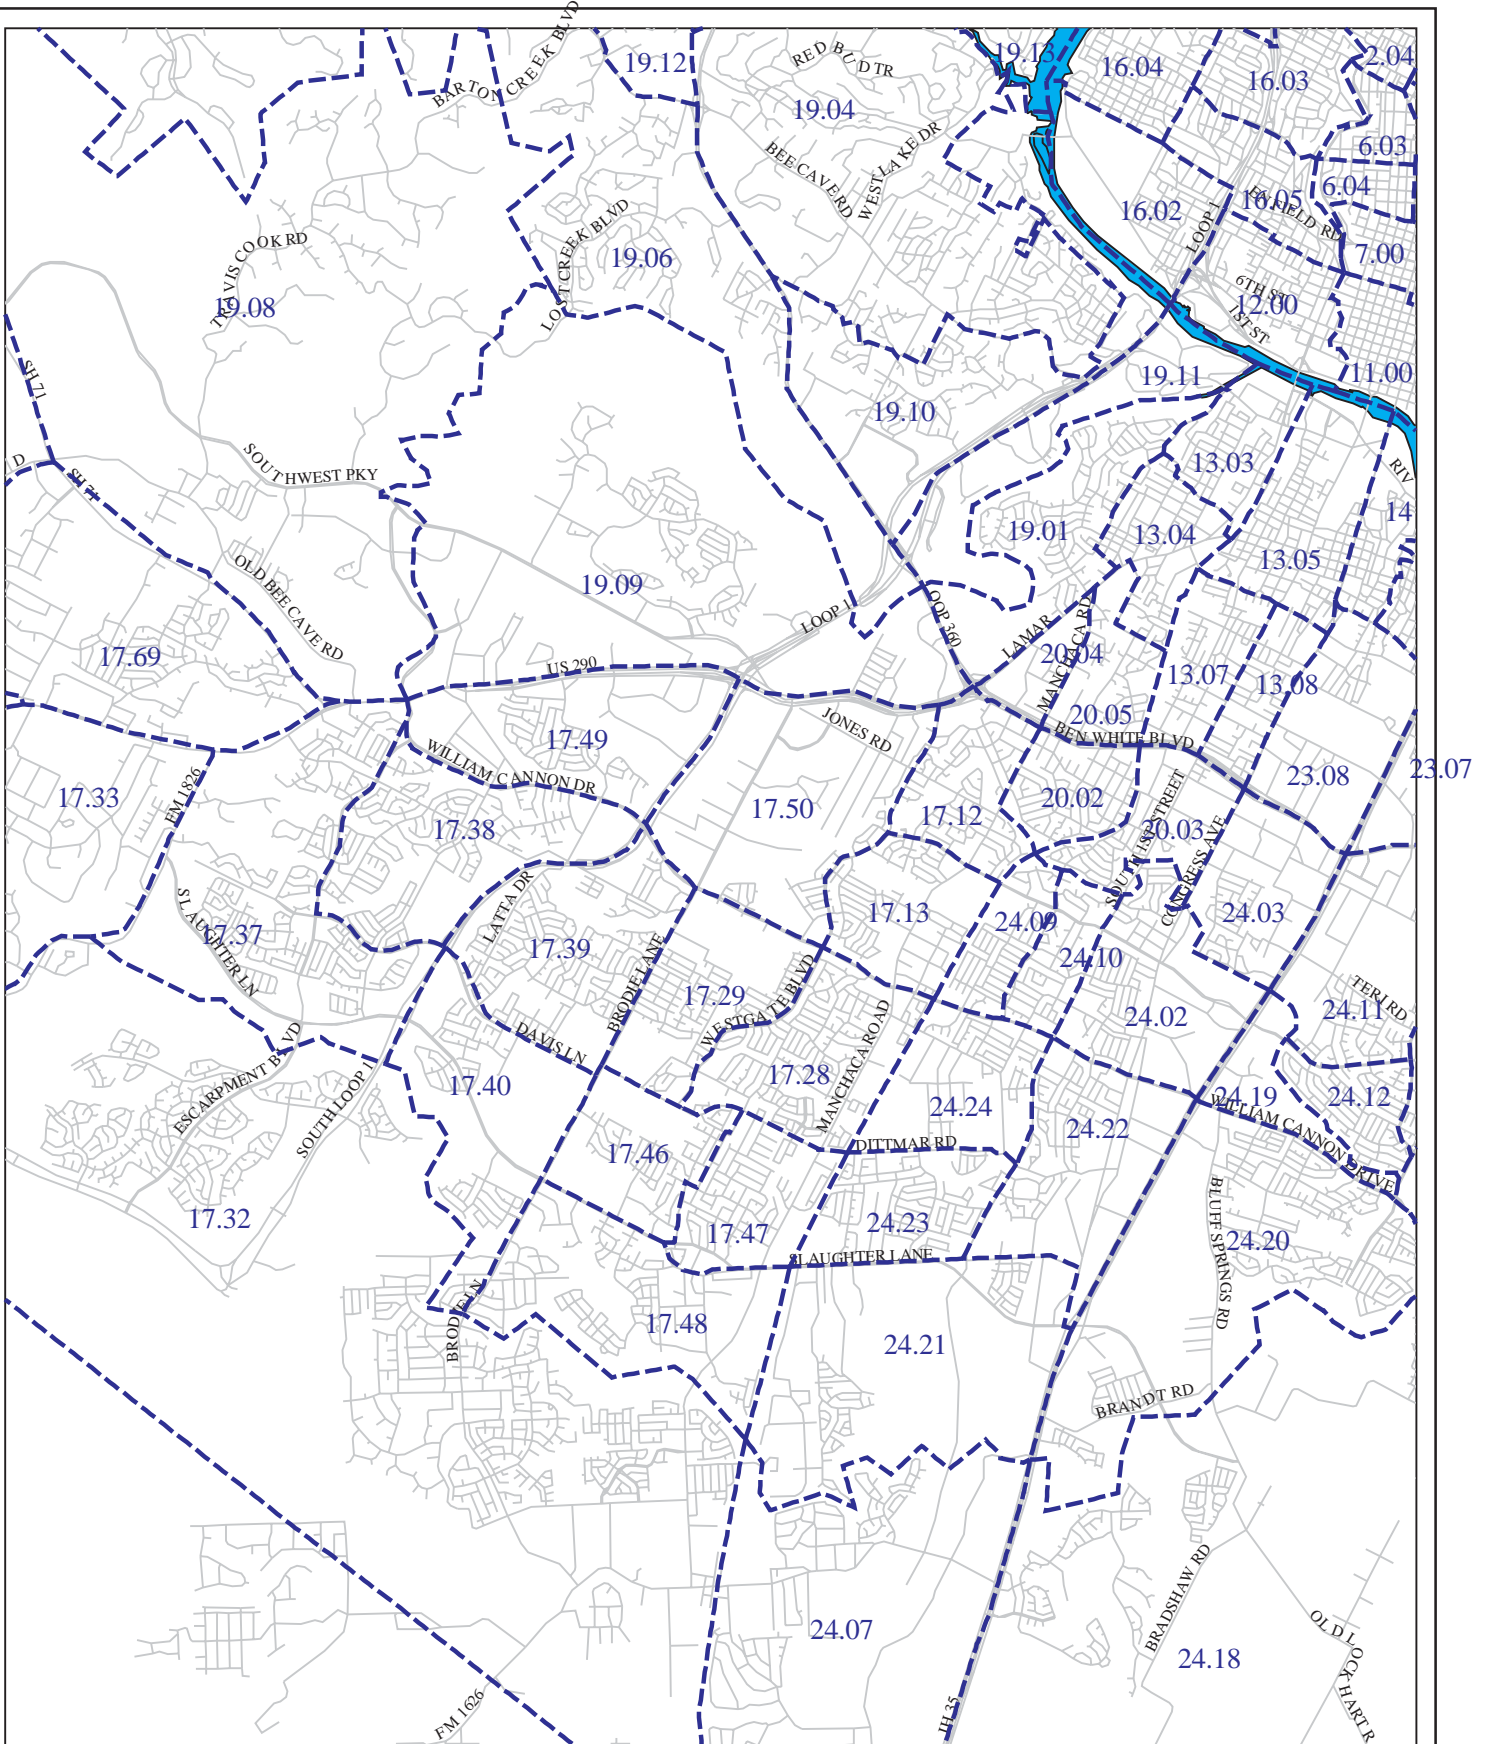 BARTON CREEK BLVD
19.12
RED BUD TR
19.13
16.04
16.03
2.04
19.04
BEE CAVE RD
WESTLAKE DR
6.03
6.04
16.05
ENFIELD RD
16.02
LOOP 1
7.00
TRAVIS COOK RD
19.08
LOST CREEK BLVD
19.06
6TH ST
12.00
1ST ST
SH 71
19.11
11.00
19.10
D
SH 71
SOUTHWEST PKY
13.03
RIV
14
19.01
13.04
13.05
OLD BEE CAVE RD
19.09
LOOP 1
OOP 360
LAMAR
MANCHACA RD
17.69
US 290
20.04
13.07
13.08
20.05
JONES RD
BEN WHITE BLVD
17.49
WILLIAM CANNON DR
23.08
23.07
17.33
FM 1826
17.38
17.50
17.12
20.02
SOUTH 1ST STREET
20.03
CONGRESS AVE
SLAUGHTER LN
17.37
LATTA DR
17.39
17.13
24.09
24.03
24.10
BRODIE LANE
17.29
WESTGATE BLVD
24.02
TERI RD
24.11
ESCARPMENT BLVD
DAVIS LN
MANCHACA ROAD
17.40
17.28
SOUTH LOOP 1
24.24
24.22
24.19
WILLIAM CANNON DRIVE
24.12
17.46
DITTMAR RD
17.32
17.47
24.23
BLUFF SPRINGS RD
24.20
SLAUGHTER LANE
BRODIE LN
17.48
24.21
BRANDT RD
24.07
BRADSHAW RD
24.18
OLD LOCKHART R
FM 1626
IH 35